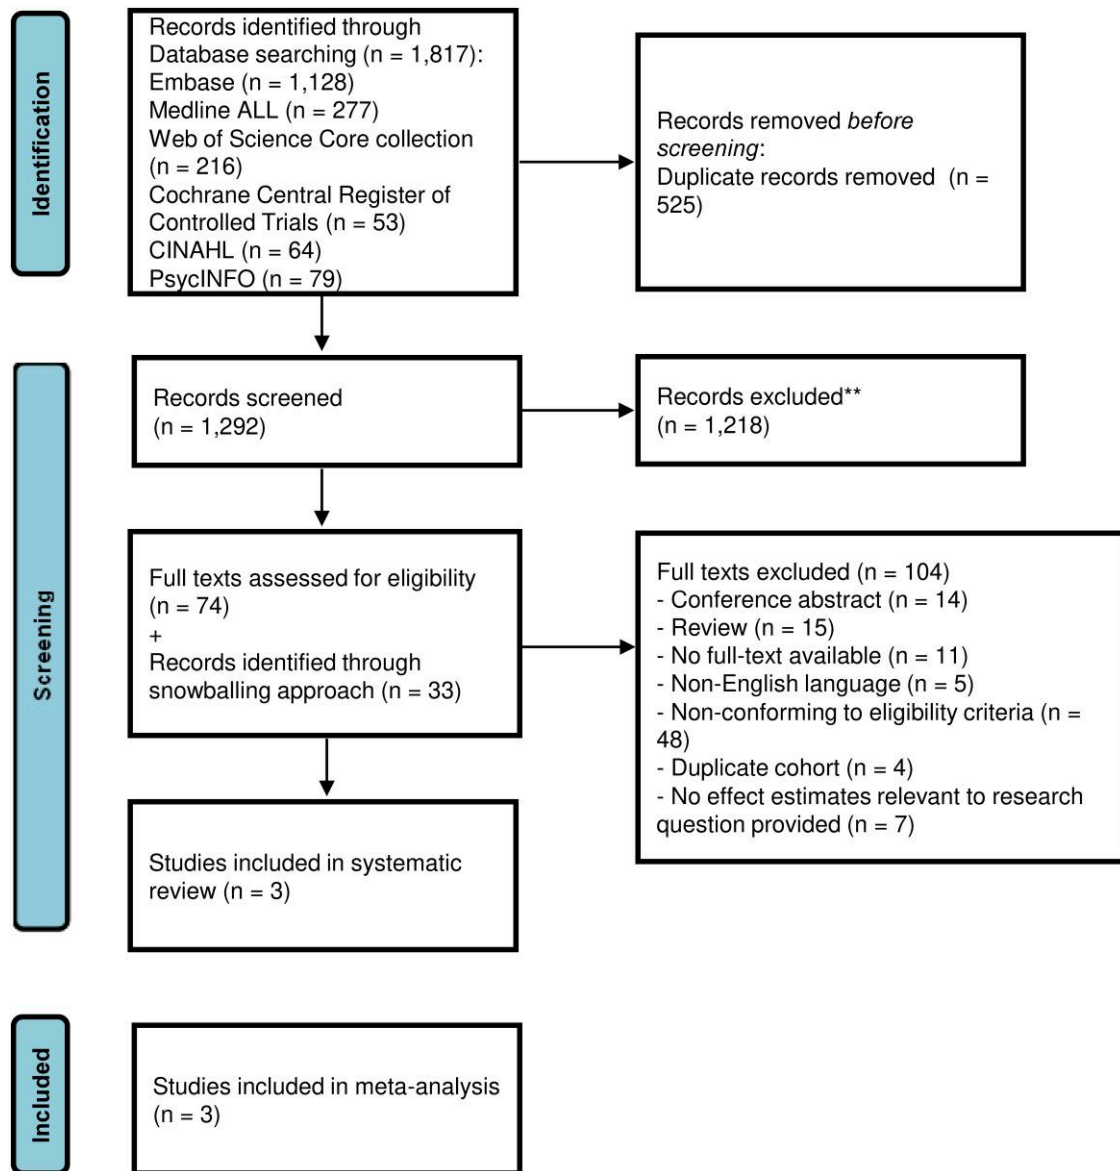 Identification
Records identified through
Database searching (n = 1,817):
Embase (n = 1,128)
Medline ALL (n = 277)
Web of Science Core collection
(n = 216)
Cochrane Central Register of
Controlled Trials (n = 53)
CINAHL (n = 64)
PsycINFO (n = 79)
Records removed before
screening:
Duplicate records removed (n =
525)
Screening
Records screened
(n = 1,292)
Records excluded**
(n = 1,218)
Full texts assessed for eligibility
(n = 74)
+
Records identified through
snowballing approach (n = 33)
Full texts excluded (n = 104)
- Conference abstract (n = 14)
- Review (n = 15)
- No full-text available (n = 11)
- Non-English language (n = 5)
- Non-conforming to eligibility criteria (n =
48)
- Duplicate cohort (n = 4)
- No effect estimates relevant to research
question provided (n = 7)
Studies included in systematic
review (n = 3)
Included
Studies included in meta-analysis
(n = 3)